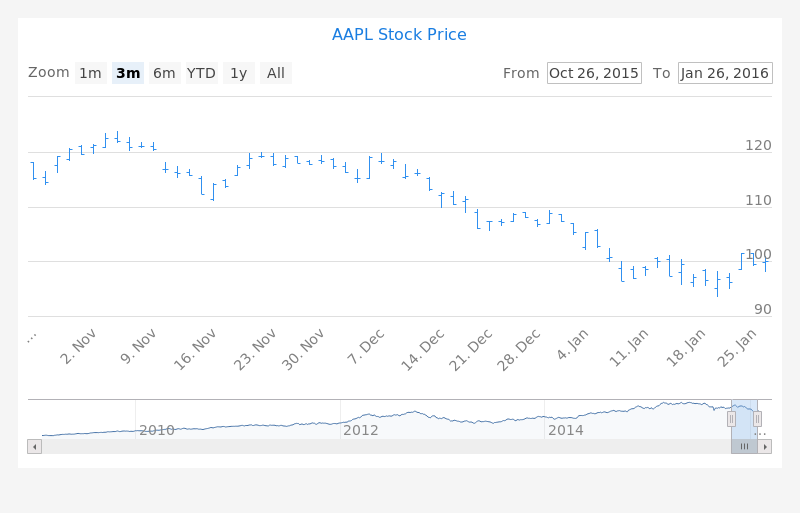 AAPL Stock Price
Zoom 1m 3m 6m YTD 1y All From Oct 26, 2015 To Jan 26, 2016
120
110
100
90
... 2. Nov 9. Nov 16. Nov 23. Nov 30. Nov 7. Dec 14. Dec 21. Dec 28. Dec 4. Jan 11. Jan 18. Jan 25. Jan
2010 2012 2014 ...